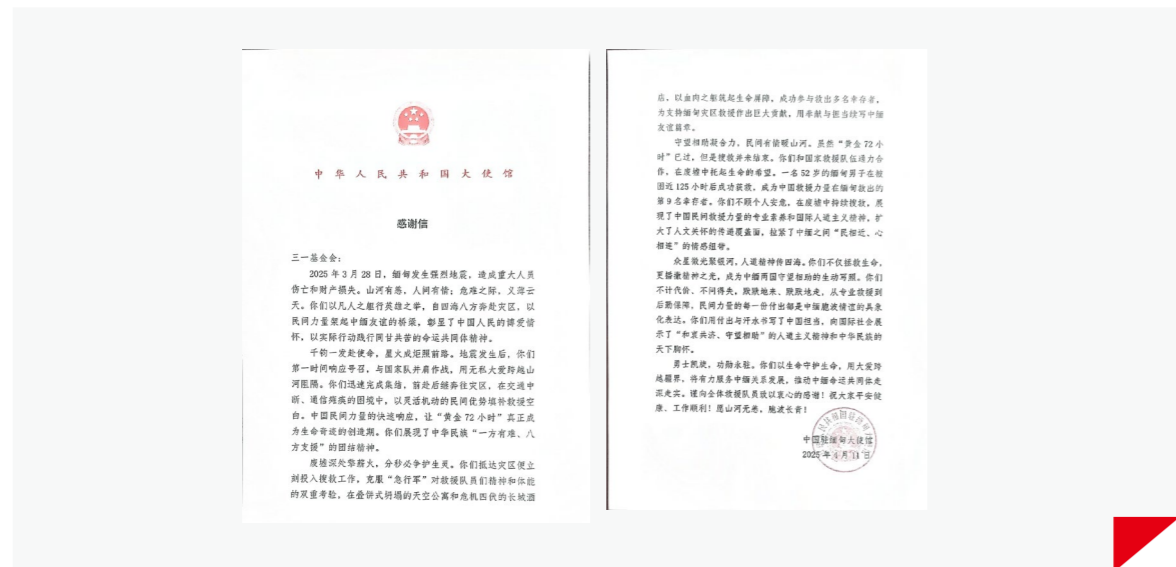 中华人民共和国大使馆
感谢信
三一基金会:
2025年3月28日,缅甸发生强烈地震,造成重大人员
伤亡和财产损失。山河有恙,人间有情;危难之际,义薄云
天。你们以凡人之躯行英雄之举,自四海八方奔赴灾区,以
民间力量架起中缅友谊的桥梁,彰显了中国人民的博爱情
怀,以实际行动践行同甘共苦的命运共同体精神。
千钧一发赴使命,星火成炬照前路。地震发生后,你们
第一时间响应号召,与国家队并肩作战,用无私大爱跨越山
河阻隔。你们迅速完成集结,前赴后继奔往灾区,在交通中
断、通信瘫痪的困境中,以灵活机动的民间优势填补救援空
白。中国民间力量的快速响应,让“黄金72小时”真正成
为生命奇迹的创造期。你们展现了中华民族“一方有难、八
方支援”的团结精神。
废墟深处擎薪火,分秒必争护生灵。你们抵达灾区便立
刻投入搜救工作,克服“急行军”对救援队员们精神和体能
的双重考验,在叠饼式坍塌的天空公寓和危机四伏的长城酒
店,以血肉之躯筑起生命屏障,成功参与救出多名幸存者,
为支持缅甸灾区救援作出巨大贡献,用奉献与担当续写中缅
友谊篇章。
守望相助凝合力,民间有情暖山河。虽然“黄金72小
时”已过,但是搜救并未结束。你们和国家救援队伍通力合
作,在废墟中托起生命的希望。一名52岁的缅甸男子在被
困近125小时后成功获救,成为中国救援力量在缅甸救出的
第9名幸存者。你们不顾个人安危,在废墟中持续搜救,展
现了中国民间救援力量的专业素养和国际人道主义精神,扩
大了人文关怀的传递覆盖面,拉紧了中缅之间“民相近、心
相连”的情感纽带。
众星微光聚银河,人道精神传四海。你们不仅拯救生命,
更播撒精神之光,成为中缅两国守望相助的生动写照。你们
不计代价、不问得失,默默地来、默默地走,从专业救援到
后勤保障,民间力量的每一份付出都是中缅胞波情谊的具象
化表达。你们用付出与汗水书写了中国担当,向国际社会展
示了“和衷共济、守望相助”的人道主义精神和中华民族的
天下胸怀。
勇士凯旋,功勋永驻。你们以生命守护生命,用大爱跨
越疆界,将有力服务中缅关系发展,推动中缅命运共同体走
深走实。谨向全体救援队员致以衷心的感谢!祝大家平安健
康、工作顺利!愿山河无恙,胞波长青!
中国驻缅甸大使馆
2025年4月11日